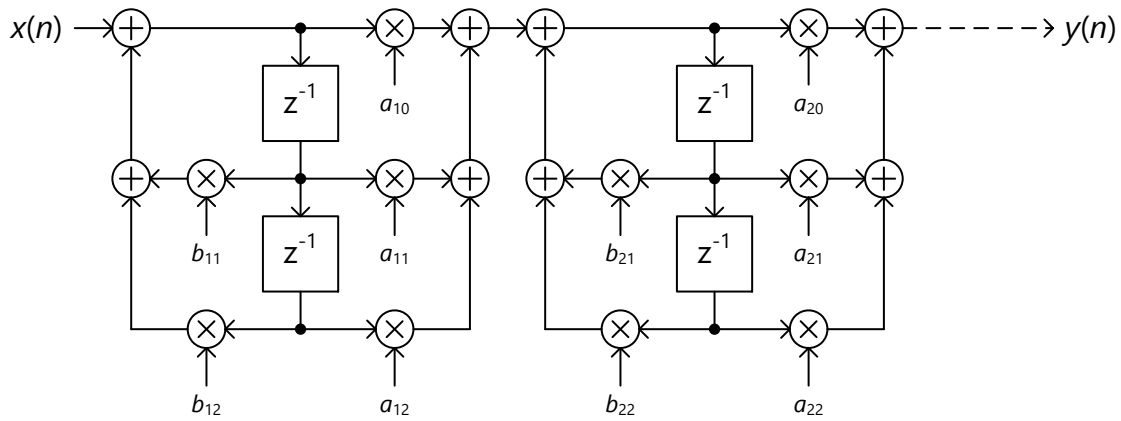 x(n) a₁₀ a₂₀ y(n)
z⁻¹ z⁻¹
b₁₁ a₁₁ b₂₁ a₂₁
z⁻¹ z⁻¹
b₁₂ a₁₂ b₂₂ a₂₂